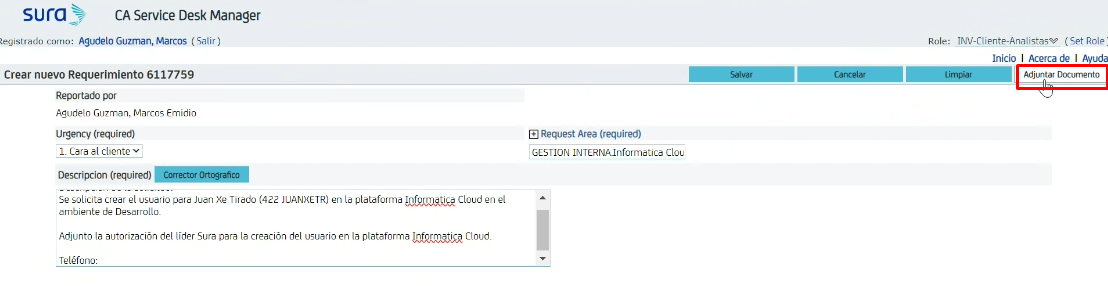 sura CA Service Desk Manager
Registrado como: Agudelo Guzman, Marcos (Salir) Role: INV-Cliente-Analistas (Set Role)
Inicio | Acerca de | Ayuda
Crear nuevo Requerimiento 6117759 Salvar Cancelar Limpiar Adjuntar Documento
Reportado por
Agudelo Guzman, Marcos Emidio
Urgency (required) Request Area (required)
1. Cara al cliente GESTION INTERNA.Informatica Clou
Descripcion (required) Corrector Ortografico
Se solicita crear el usuario para Juan Xe Tirado (422 JUANXETR) en la plataforma Informatica Cloud en el
ambiente de Desarrollo.
Adjunto la autorización del líder Sura para la creación del usuario en la plataforma Informatica Cloud.
Teléfono: